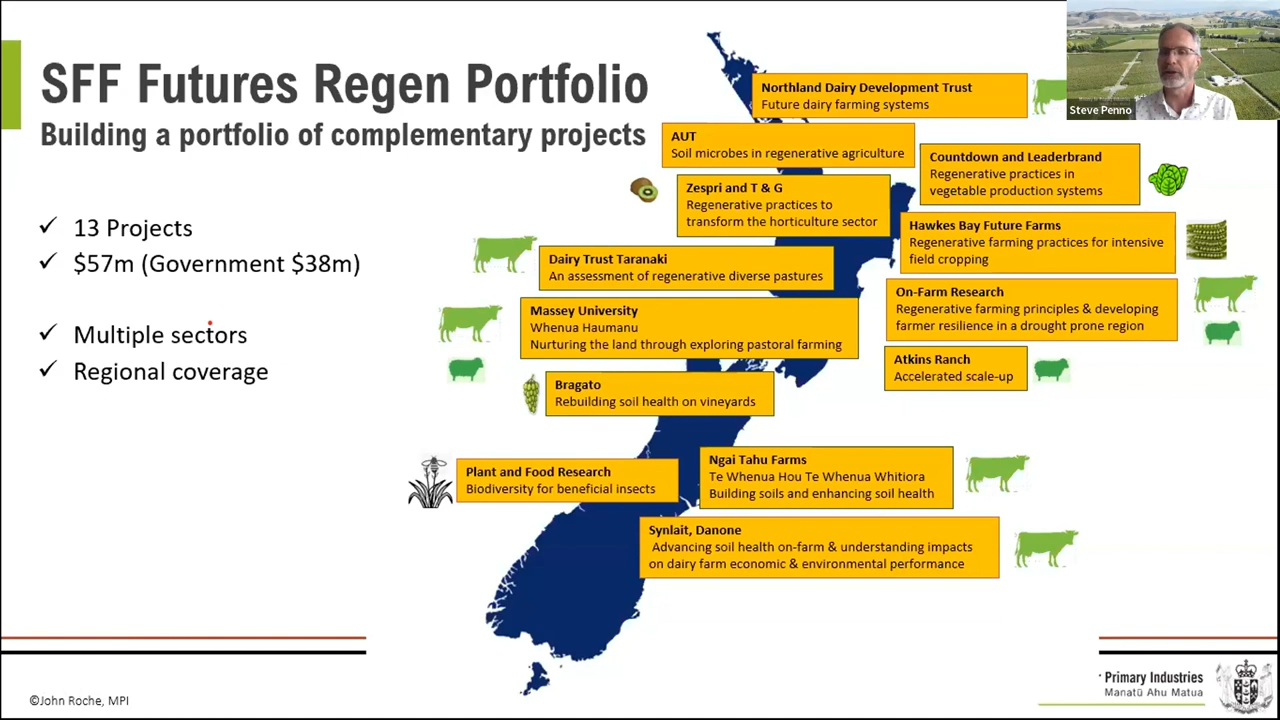 SFF Futures Regen Portfolio
Building a portfolio of complementary projects
✓ 13 Projects
✓ $57m (Government $38m)
✓ Multiple sectors
✓ Regional coverage
Northland Dairy Development Trust
Future dairy farming systems
AUT
Soil microbes in regenerative agriculture
Countdown and Leaderbrand
Regenerative practices in
vegetable production systems
Zespri and T & G
Regenerative practices to
transform the horticulture sector
Hawkes Bay Future Farms
Regenerative farming practices for intensive
field cropping
Dairy Trust Taranaki
An assessment of regenerative diverse pastures
On-Farm Research
Regenerative farming principles & developing
farmer resilience in a drought prone region
Massey University
Whenua Haumanu
Nurturing the land through exploring pastoral farming
Atkins Ranch
Accelerated scale-up
Bragato
Rebuilding soil health on vineyards
Plant and Food Research
Biodiversity for beneficial insects
Ngai Tahu Farms
Te Whenua Hou Te Whenua Whitiora
Building soils and enhancing soil health
Synlait, Danone
Advancing soil health on-farm & understanding impacts
on dairy farm economic & environmental performance
Steve Penno
©John Roche, MPI
Primary Industries
Manatū Ahu Matua